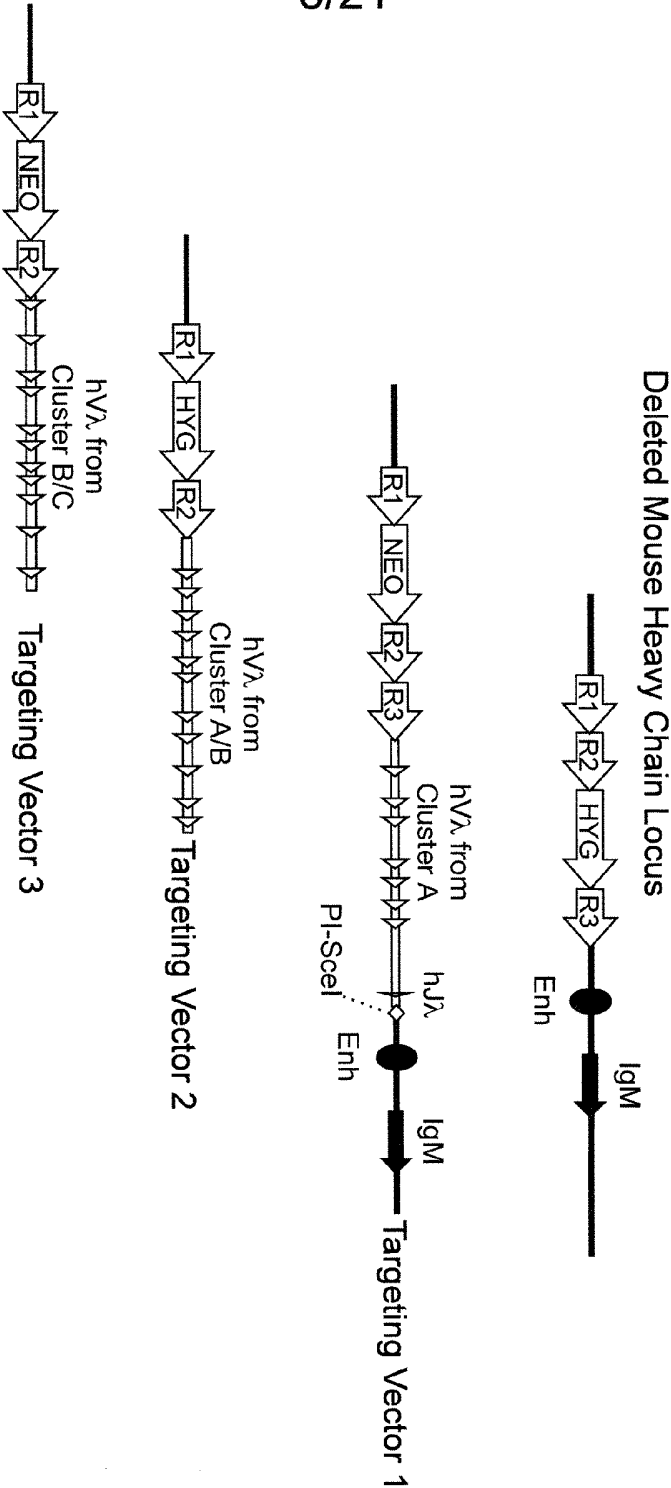 Deleted Mouse Heavy Chain Locus
IgM
R1 R2 HYG R3
Enh
hVλ from
Cluster A
hJλ
IgM
R1 NEO R2 R3
Targeting Vector 1
PI-SceI
Enh
hVλ from
Cluster A/B
R1 HYG R2
Targeting Vector 2
hVλ from
Cluster B/C
R1 NEO R2
Targeting Vector 3